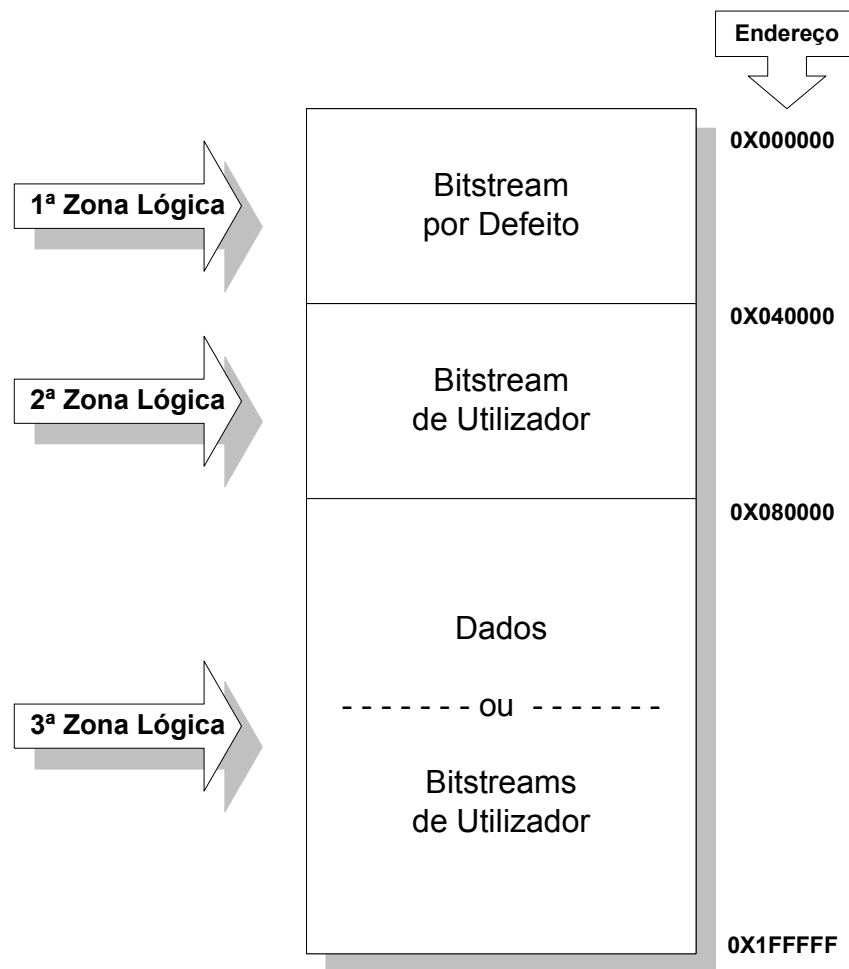 Endereço
0X000000
1ª Zona Lógica
Bitstream
por Defeito
0X040000
2ª Zona Lógica
Bitstream
de Utilizador
0X080000
Dados
3ª Zona Lógica
- - - - - - - ou - - - - - - -
Bitstreams
de Utilizador
0X1FFFFF